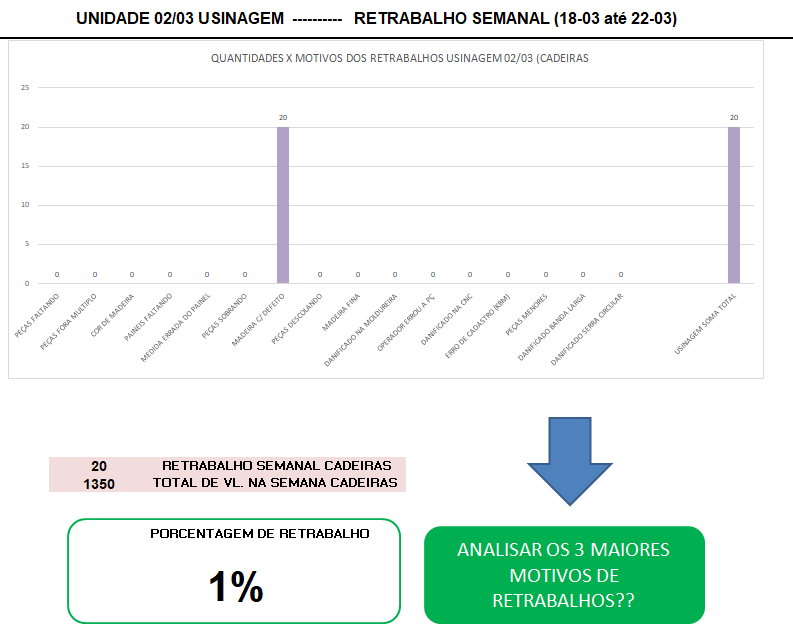 UNIDADE 02/03 USINAGEM ---------- RETRABALHO SEMANAL (18-03 até 22-03)
QUANTIDADES X MOTIVOS DOS RETRABALHOS USINAGEM 02/03 (CADEIRAS
25
20
15
10
5
0
0
0
0
0
0
0
20
0
0
0
0
0
0
0
0
0
20
PEÇAS FALTANDO
PEÇAS FORA MULTIPLO
COR DE MADEIRA
PAINEIS FALTANDO
MEDIDA ERRADA DO PAINEL
PEÇAS SOBRANDO
MADEIRA C/ DEFEITO
PEÇAS DESCOLANDO
MADEIRA FINA
DANIFICADO NA MOLDUREIRA
OPERADOR ERROU A PÇ
DANIFICADO NA CNC
ERRO DE CADASTRO (KBM)
PEÇAS MENORES
DANIFICADO BANDA LARGA
DANIFICADO SERRA CIRCULAR
USINAGEM SOMA TOTAL
20 RETRABALHO SEMANAL CADEIRAS
1350 TOTAL DE VL. NA SEMANA CADEIRAS
PORCENTAGEM DE RETRABALHO
1%
ANALISAR OS 3 MAIORES
MOTIVOS DE
RETRABALHOS??